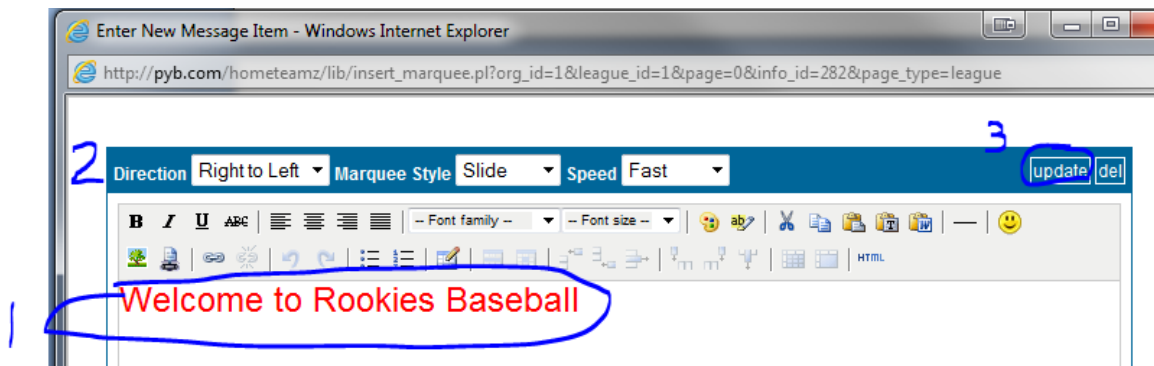 Enter New Message Item - Windows Internet Explorer
http://pyb.com/hometeamz/lib/insert_marquee.pl?org_id=1&league_id=1&page=0&info_id=282&page_type=league
3
2 Direction Right to Left Marquee Style Slide Speed Fast update del
B I U ABC -- Font family -- -- Font size -- ab
HTML
Welcome to Rookies Baseball
1